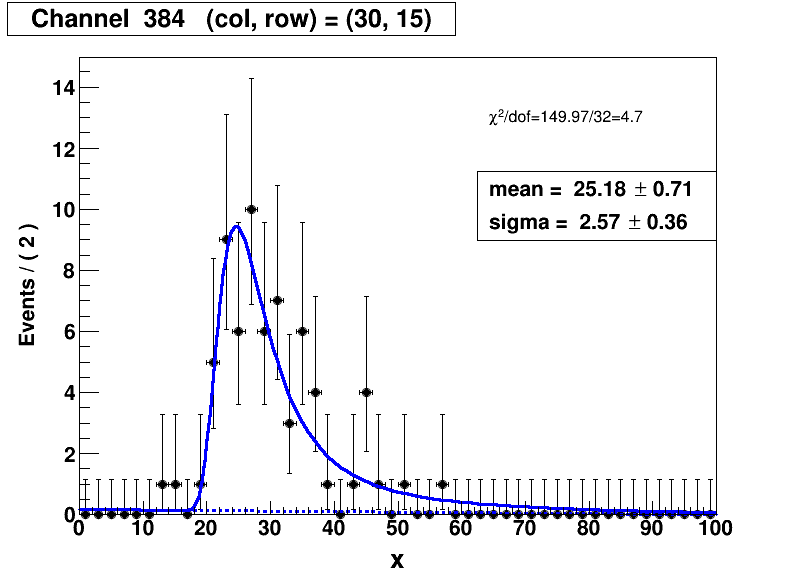 Channel 384 (col, row) = (30, 15)
χ²/dof=149.97/32=4.7
mean = 25.18 ± 0.71
sigma = 2.57 ± 0.36
Events / ( 2 )
14
12
10
8
6
4
2
0
0 10 20 30 40 50 60 70 80 90 100
x